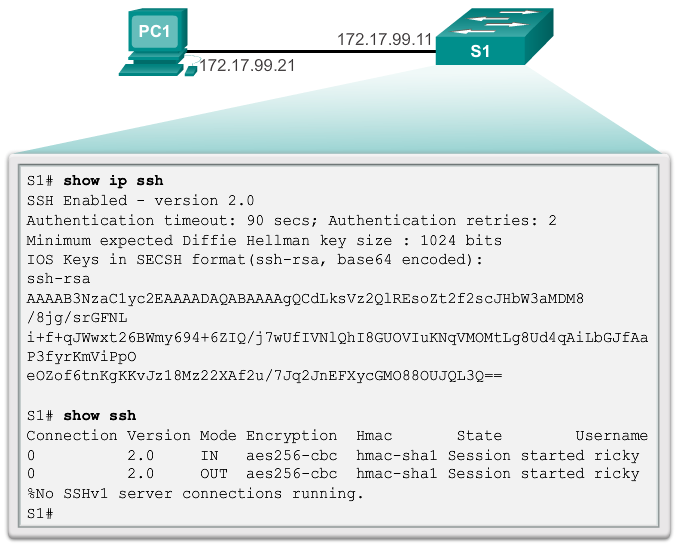 PC1
172.17.99.11
S1
172.17.99.21
S1# show ip ssh
SSH Enabled - version 2.0
Authentication timeout: 90 secs; Authentication retries: 2
Minimum expected Diffie Hellman key size : 1024 bits
IOS Keys in SECSH format(ssh-rsa, base64 encoded):
ssh-rsa
AAAAB3NzaC1yc2EAAAADAQABAAAAgQCdLksVz2QlREsoZt2f2scJHbW3aMDM8
/8jg/srGFNL
i+f+qJWwxt26BWmy694+6ZIQ/j7wUfIVNlQhI8GUOVIuKNqVMOMtLg8Ud4qAiLbGJfAa
P3fyrKmViPpO
eOZof6tnKgKKvJz18Mz22XAf2u/7Jq2JnEFXycGMO88OUJQL3Q==
S1# show ssh
Connection Version Mode Encryption Hmac State Username
0 2.0 IN aes256-cbc hmac-sha1 Session started ricky
0 2.0 OUT aes256-cbc hmac-sha1 Session started ricky
%No SSHv1 server connections running.
S1#